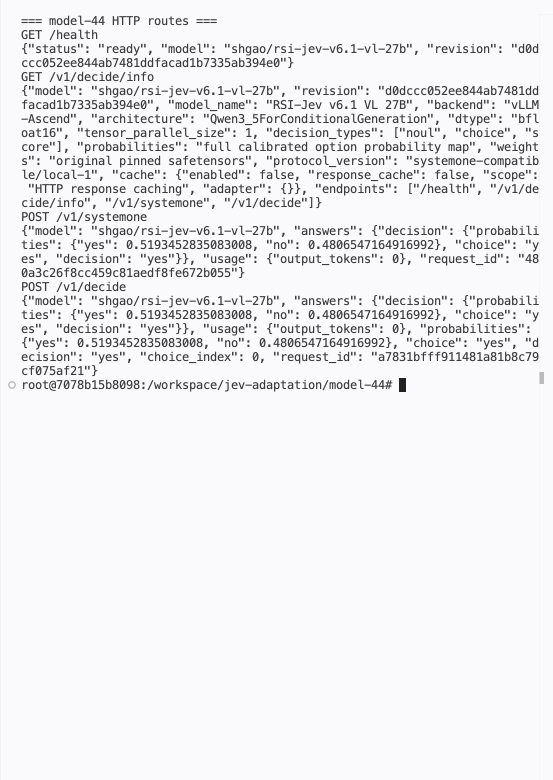 === model-44 HTTP routes ===
GET /health
{"status": "ready", "model": "shgao/rsi-jev-v6.1-vl-27b", "revision": "d0d
ccc052ee844ab7481ddfacad1b7335ab394e0"}
GET /v1/decide/info
{"model": "shgao/rsi-jev-v6.1-vl-27b", "revision": "d0dccc052ee844ab7481dd
facad1b7335ab394e0", "model_name": "RSI-Jev v6.1 VL 27B", "backend": "vLLM
-Ascend", "architecture": "Qwen3_5ForConditionalGeneration", "dtype": "bfl
oat16", "tensor_parallel_size": 1, "decision_types": ["noul", "choice", "s
core"], "probabilities": "full calibrated option probability map", "weight
s": "original pinned safetensors", "protocol_version": "systemone-compatib
le/local-1", "cache": {"enabled": false, "response_cache": false, "scope":
 "HTTP response caching", "adapter": {}}, "endpoints": ["/health", "/v1/de
cide/info", "/v1/systemone", "/v1/decide"]}
POST /v1/systemone
{"model": "shgao/rsi-jev-v6.1-vl-27b", "answers": {"decision": {"probabili
ties": {"yes": 0.5193452835083008, "no": 0.4806547164916992}, "choice": "y
es", "decision": "yes"}}, "usage": {"output_tokens": 0}, "request_id": "48
0a3c26f8cc459c81aedf8fe672b055"}
POST /v1/decide
{"model": "shgao/rsi-jev-v6.1-vl-27b", "answers": {"decision": {"probabili
ties": {"yes": 0.5193452835083008, "no": 0.4806547164916992}, "choice": "y
es", "decision": "yes"}}, "usage": {"output_tokens": 0}, "probabilities":
{"yes": 0.5193452835083008, "no": 0.4806547164916992}, "choice": "yes", "d
ecision": "yes", "choice_index": 0, "request_id": "a7831bfff911481a81b8c79
cf075af21"}
root@7078b15b8098:/workspace/jev-adaptation/model-44#